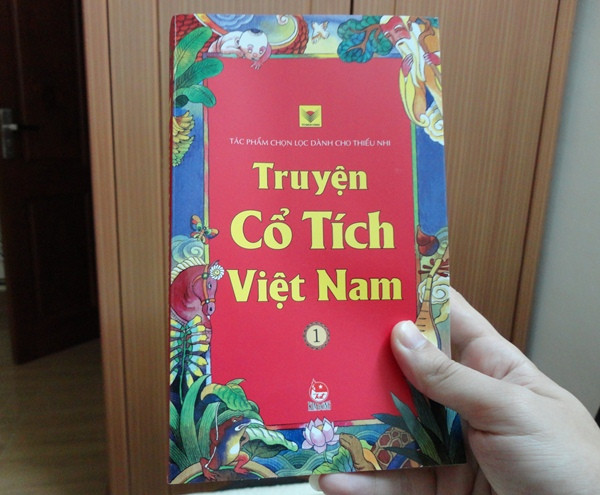 TÁC PHẨM CHỌN LỌC DÀNH CHO THIẾU NHI
Truyện
Cổ Tích
Việt Nam
1